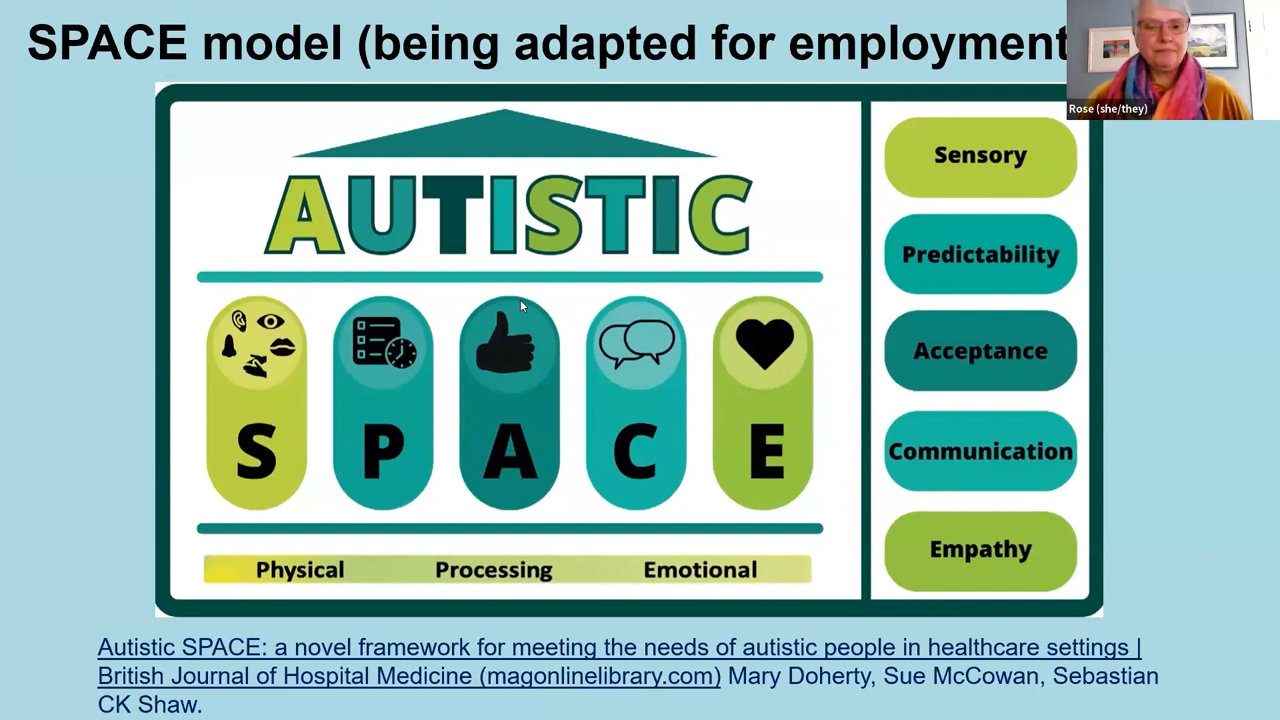 SPACE model (being adapted for employment
Rose (she/they)
AUTISTIC
S P A C E
Physical Processing Emotional
Sensory
Predictability
Acceptance
Communication
Empathy
Autistic SPACE: a novel framework for meeting the needs of autistic people in healthcare settings |
British Journal of Hospital Medicine (magonlinelibrary.com) Mary Doherty, Sue McCowan, Sebastian
CK Shaw.